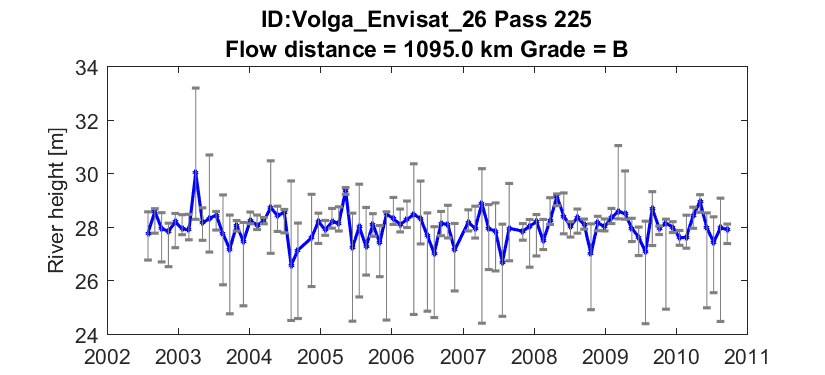 ID:Volga_Envisat_26 Pass 225
Flow distance = 1095.0 km Grade = B
River height [m]
34
32
30
28
26
24
2002 2003 2004 2005 2006 2007 2008 2009 2010 2011